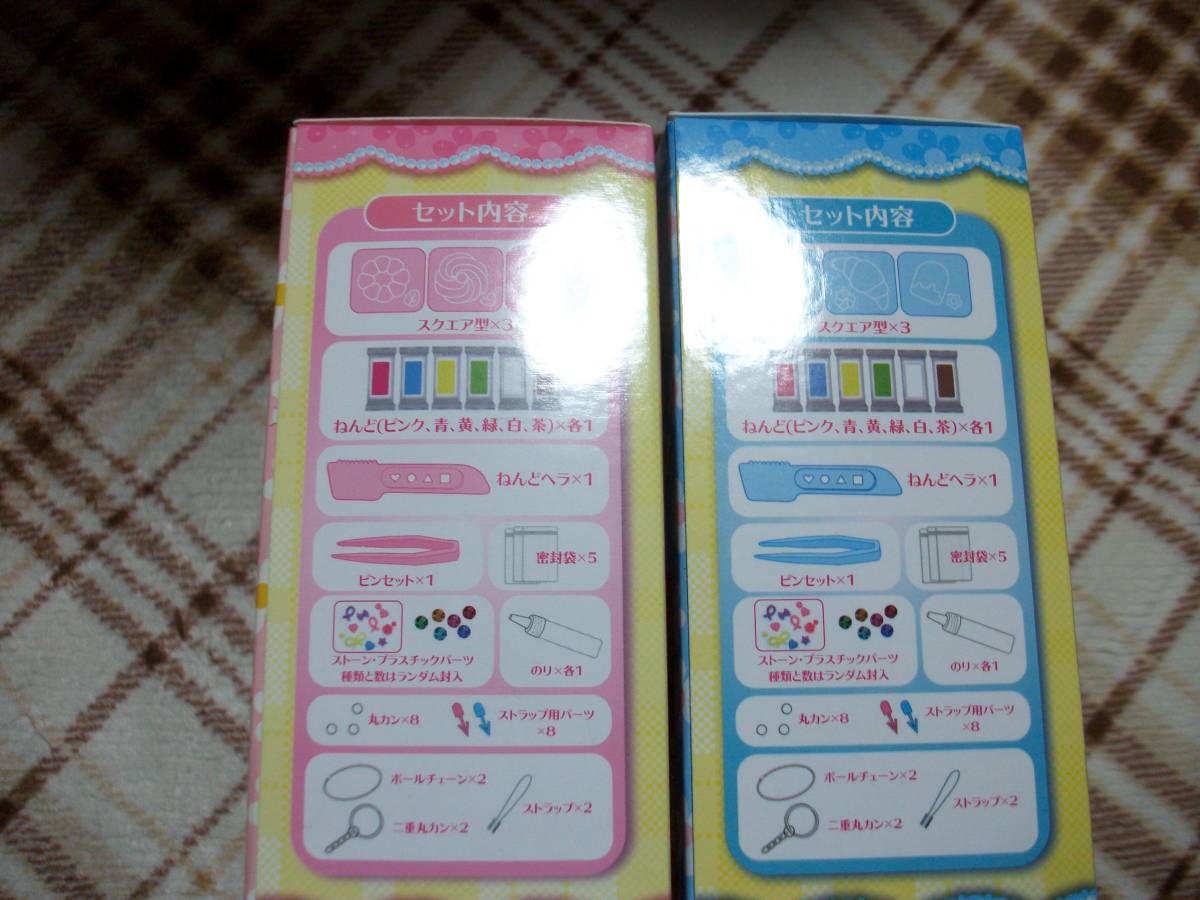 セット内容
スクエア型×3
ねんど(ピンク、青、黄、緑、白、茶)×各1
ねんどヘラ×1
ピンセット×1
密封袋×5
ストーン・プラスチックパーツ
種類と数はランダム封入
のり×各1
丸カン×8
ストラップ用パーツ
×8
ボールチェーン×2
ストラップ×2
二重丸カン×2
セット内容
スクエア型×3
ねんど(ピンク、青、黄、緑、白、茶)×各1
ねんどヘラ×1
ピンセット×1
密封袋×5
ストーン・プラスチックパーツ
種類と数はランダム封入
のり×各1
丸カン×8
ストラップ用パーツ
×8
ボールチェーン×2
ストラップ×2
二重丸カン×2